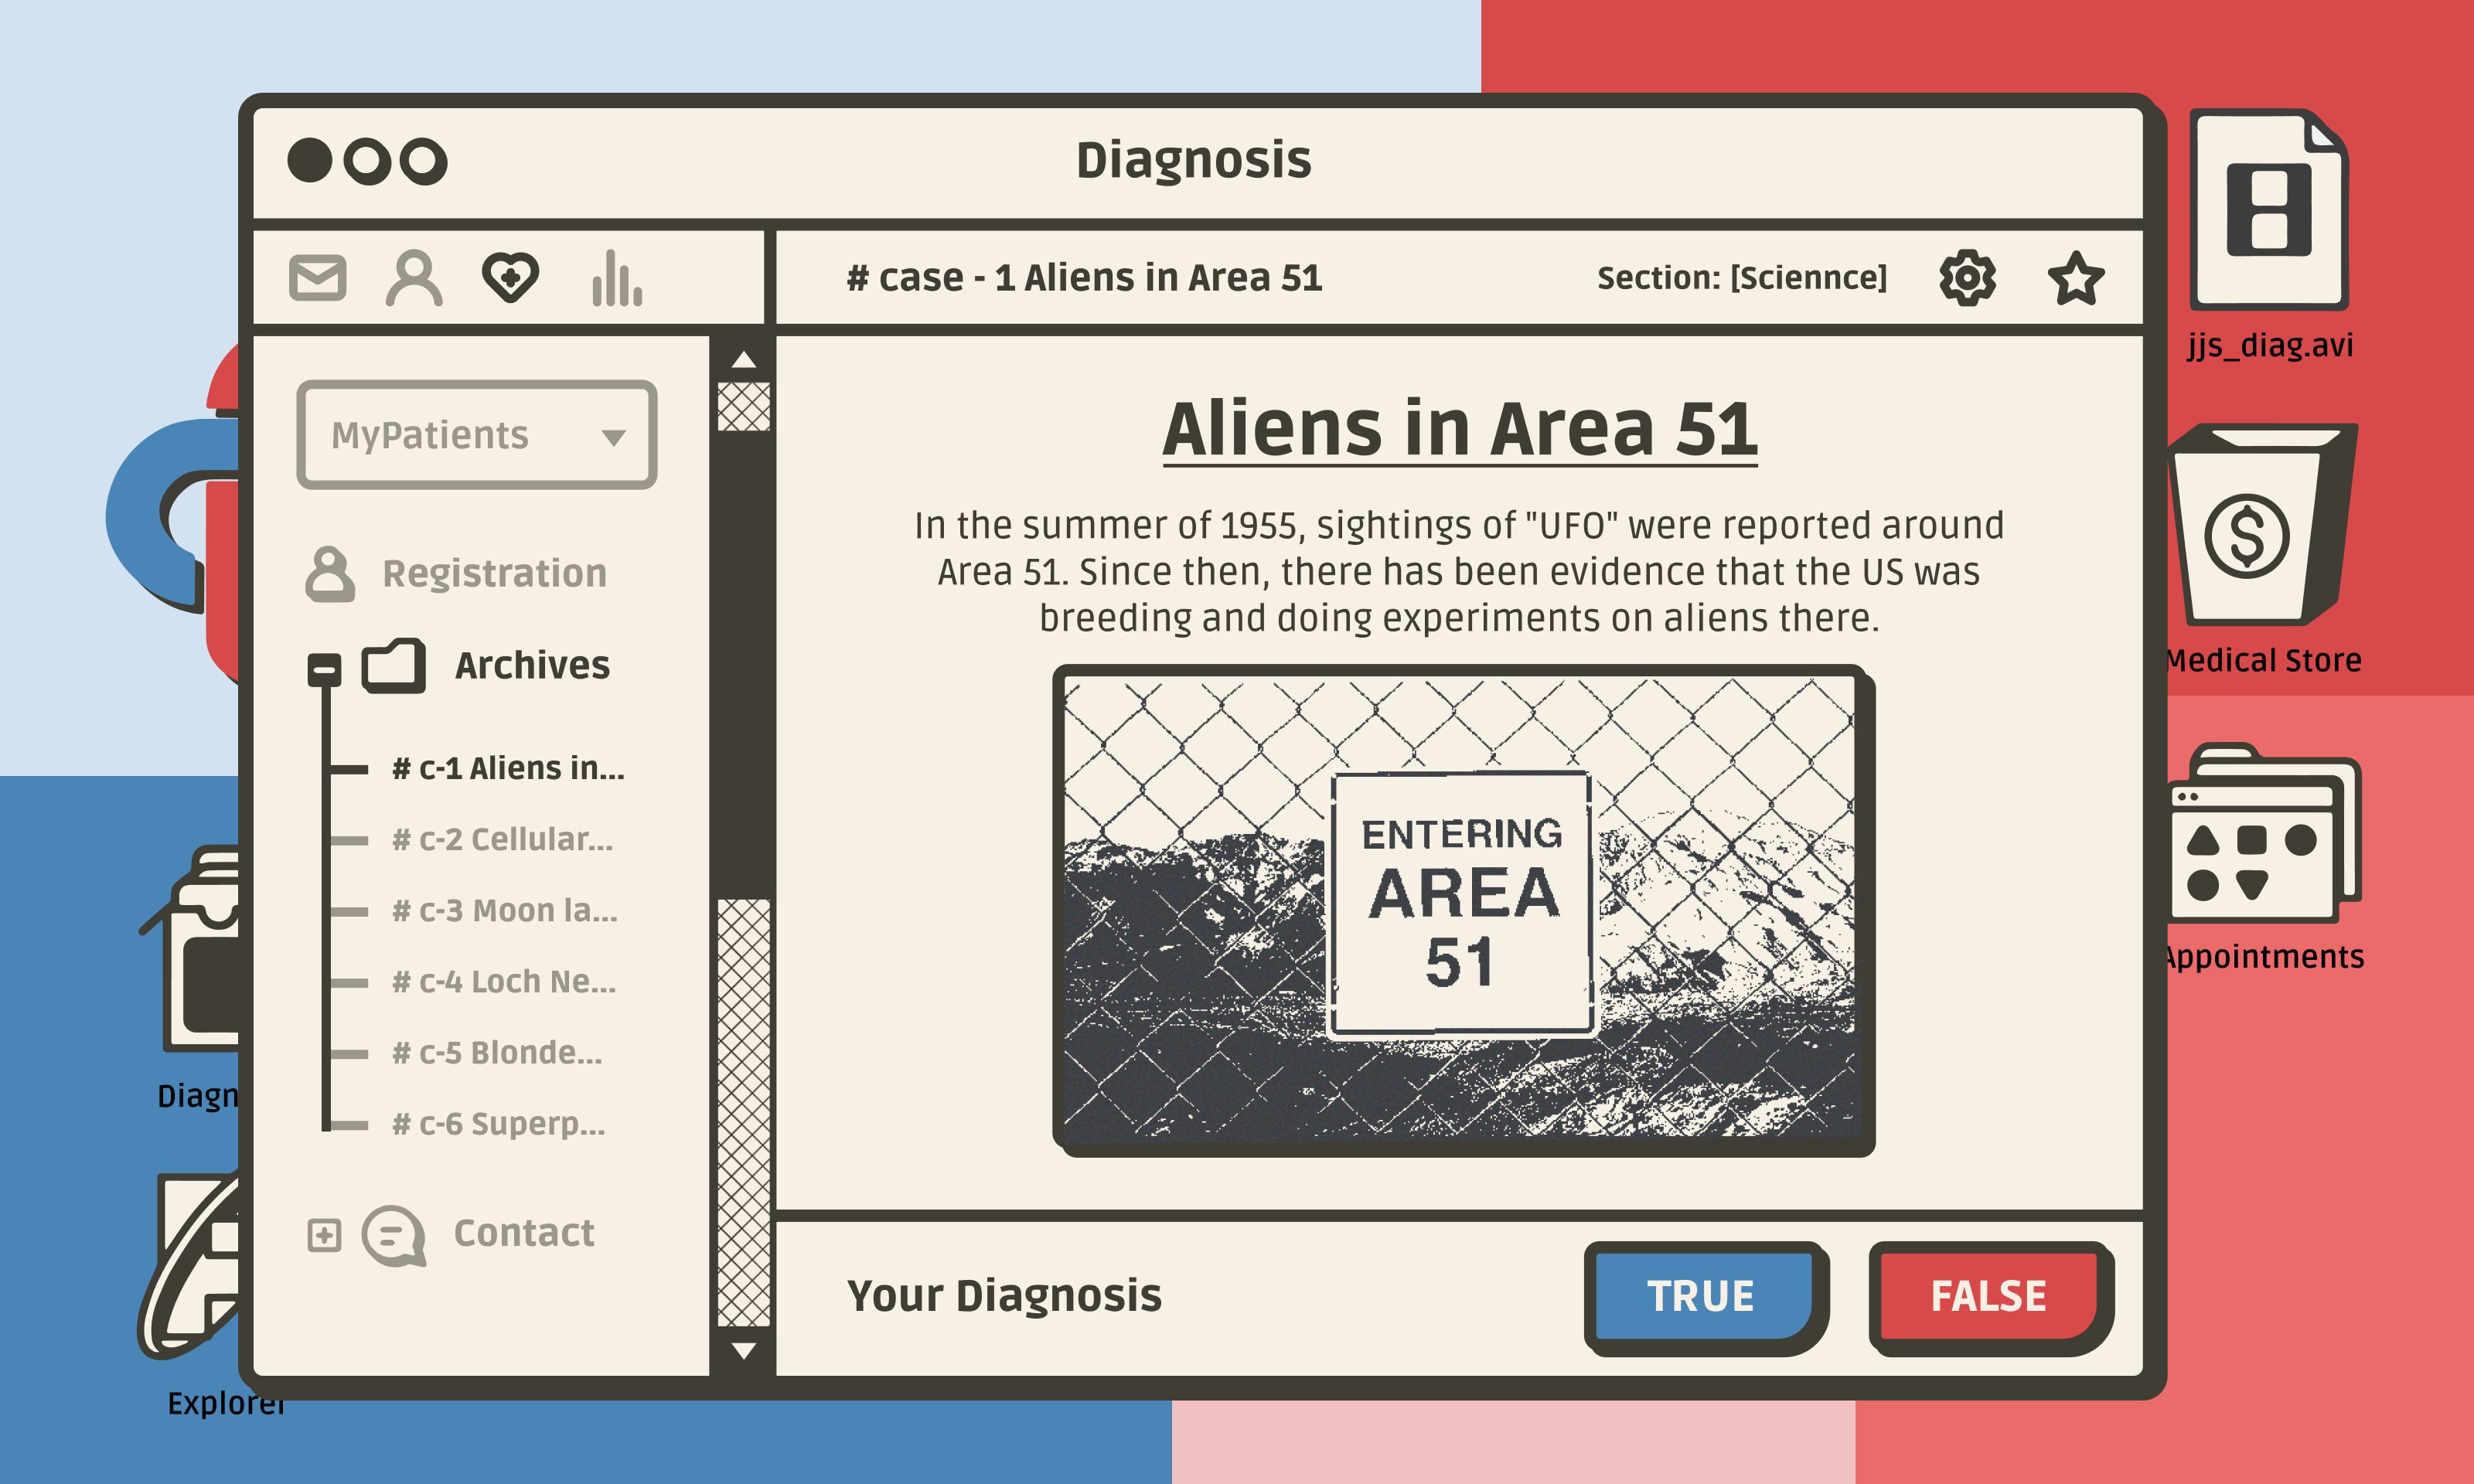 Diagnosis
# case - 1 Aliens in Area 51
Section: [Sciennce]
MyPatients
Registration
Archives
# c-1 Aliens in...
# c-2 Cellular...
# c-3 Moon la...
# c-4 Loch Ne...
# c-5 Blonde...
# c-6 Superp...
Contact
Aliens in Area 51
In the summer of 1955, sightings of "UFO" were reported around
Area 51. Since then, there has been evidence that the US was
breeding and doing experiments on aliens there.
ENTERING
AREA
51
Your Diagnosis
TRUE
FALSE
jjs_diag.avi
Medical Store
Appointments
Diagn
Explorer